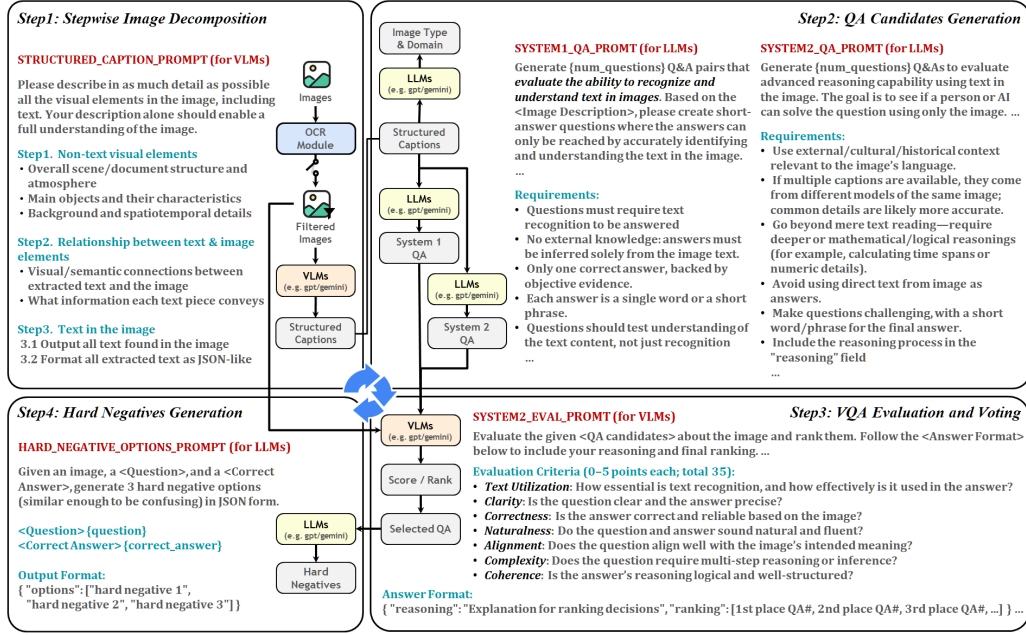 Step1: Stepwise Image Decomposition
STRUCTURED_CAPTION_PROMPT (for VLMs)
Please describe in as much detail as possible
all the visual elements in the image, including
text. Your description alone should enable a
full understanding of the image.
Step1. Non-text visual elements
• Overall scene/document structure and
atmosphere
• Main objects and their characteristics
• Background and spatiotemporal details
Step2. Relationship between text & image
elements
• Visual/semantic connections between
extracted text and the image
• What information each text piece conveys
Step3. Text in the image
3.1 Output all text found in the image
3.2 Format all extracted text as JSON-like
Images
OCR
Module
Filtered
Images
VLMs
(e.g. gpt/gemini)
Structured
Captions
Step2: QA Candidates Generation
Image Type
& Domain
LLMs
(e.g. gpt/gemini)
Structured
Captions
LLMs
(e.g. gpt/gemini)
System 1
QA
LLMs
(e.g. gpt/gemini)
System 2
QA
SYSTEM1_QA_PROMT (for LLMs)
Generate {num_questions} Q&A pairs that
evaluate the ability to recognize and
understand text in images. Based on the
<Image Description>, please create short-
answer questions where the answers can
only be reached by accurately identifying
and understanding the text in the image.
...
Requirements:
• Questions must require text
recognition to be answered
• No external knowledge: answers must
be inferred solely from the image text.
• Only one correct answer, backed by
objective evidence.
• Each answer is a single word or a short
phrase.
• Questions should test understanding of
the text content, not just recognition
...
SYSTEM2_QA_PROMT (for LLMs)
Generate {num_questions} Q&As to evaluate
advanced reasoning capability using text in
the image. The goal is to see if a person or AI
can solve the question using only the image. ...
Requirements:
• Use external/cultural/historical context
relevant to the image's language.
• If multiple captions are available, they come
from different models of the same image;
common details are likely more accurate.
• Go beyond mere text reading—require
deeper or mathematical/logical reasonings
(for example, calculating time spans or
numeric details).
• Avoid using direct text from image as
answers.
• Make questions challenging, with a short
word/phrase for the final answer.
• Include the reasoning process in the
"reasoning" field
...
Step4: Hard Negatives Generation
HARD_NEGATIVE_OPTIONS_PROMPT (for LLMs)
Given an image, a <Question>, and a <Correct
Answer>, generate 3 hard negative options
(similar enough to be confusing) in JSON form.
<Question>{question}
<Correct Answer>{correct_answer}
Output Format:
{ "options": ["hard negative 1",
"hard negative 2", "hard negative 3"] }
LLMs
(e.g. gpt/gemini)
Hard
Negatives
Step3: VQA Evaluation and Voting
VLMs
(e.g. gpt/gemini)
Score / Rank
Selected QA
SYSTEM2_EVAL_PROMT (for VLMs)
Evaluate the given <QA candidates> about the image and rank them. Follow the <Answer Format>
below to include your reasoning and final ranking. ...
Evaluation Criteria (0–5 points each; total 35):
• Text Utilization: How essential is text recognition, and how effectively is it used in the answer?
• Clarity: Is the question clear and the answer precise?
• Correctness: Is the answer correct and reliable based on the image?
• Naturalness: Do the question and answer sound natural and fluent?
• Alignment: Does the question align well with the image's intended meaning?
• Complexity: Does the question require multi-step reasoning or inference?
• Coherence: Is the answer's reasoning logical and well-structured?
Answer Format:
{ "reasoning": "Explanation for ranking decisions", "ranking": [1st place QA#, 2nd place QA#, 3rd place QA#, ...] } ...